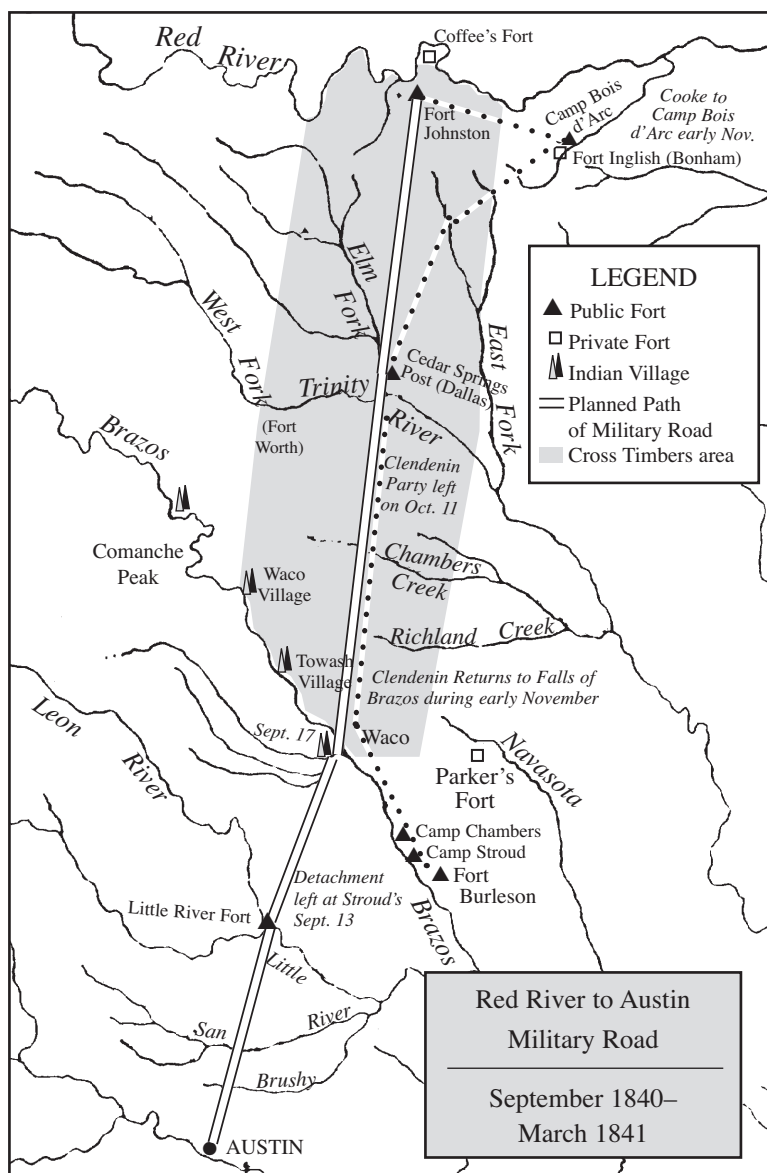 Coffee's Fort
Red River
Fort
Johnston
Camp Bois
d'Arc
Cooke to
Camp Bois
d'Arc early Nov.
Fort Inglish (Bonham)
Elm Fork
West Fork
East Fork
LEGEND
Public Fort
Private Fort
Indian Village
Planned Path
of Military Road
Cross Timbers area
Cedar Springs
Post (Dallas)
Trinity River
(Fort
Worth)
Brazos
Clendenin
Party left
on Oct. 11
Comanche
Peak
Chambers
Creek
Waco
Village
Richland Creek
Towash
Village
Clendenin Returns to Falls of
Brazos during early November
Leon River
Sept. 17
Waco
Navasota
Parker's
Fort
Camp Chambers
Camp Stroud
Fort
Burleson
Detachment
left at Stroud's
Sept. 13
Little River Fort
Brazos
Little River
San
Brushy
AUSTIN
Red River to Austin
Military Road
September 1840–
March 1841